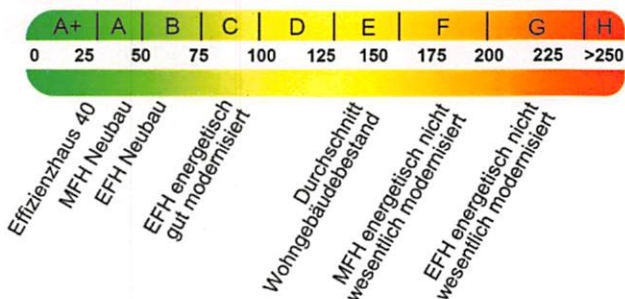 A+ A B C D E F G H
0 25 50 75 100 125 150 175 200 225 >250
Effizienzhaus 40
MFH Neubau
EFH Neubau
EFH energetisch
gut modernisiert
Durchschnitt
Wohngebäudebestand
MFH energetisch nicht
wesentlich modernisiert
EFH energetisch nicht
wesentlich modernisiert